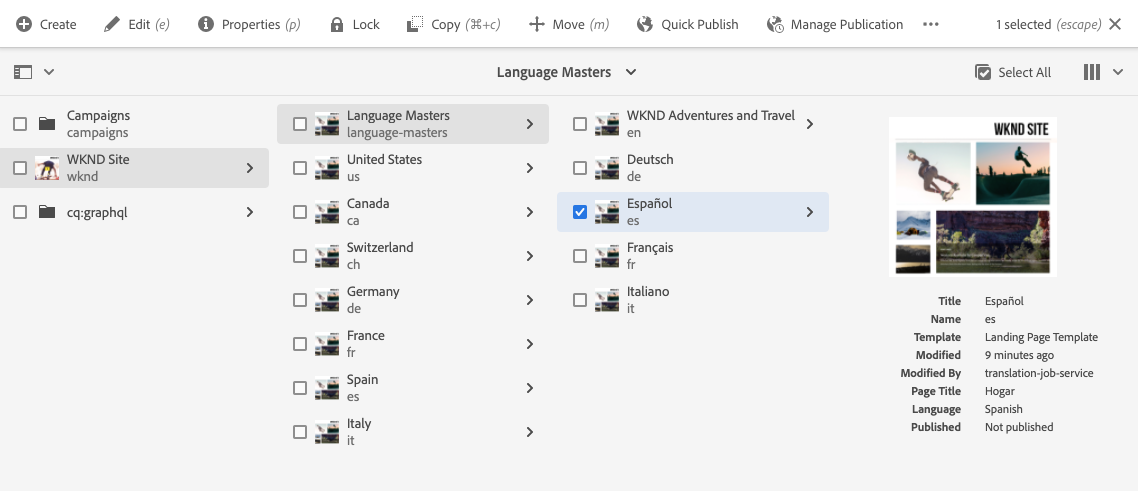 Create Edit (e) Properties (p) Lock Copy (⌘+c) Move (m) Quick Publish Manage Publication ••• 1 selected (escape)
Language Masters Select All
Campaigns
campaigns
WKND Site
wknd
cq:graphql
Language Masters
language-masters
United States
us
Canada
ca
Switzerland
ch
Germany
de
France
fr
Spain
es
Italy
it
WKND Adventures and Travel
en
Deutsch
de
Español
es
Français
fr
Italiano
it
WKND SITE
Title Español
Name es
Template Landing Page Template
Modified 9 minutes ago
Modified By translation-job-service
Page Title Hogar
Language Spanish
Published Not published